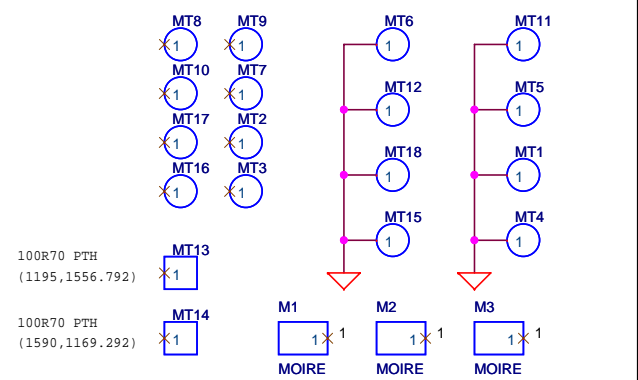 MT8 MT9 MT6 MT11
1 1 1 1
MT10 MT7 MT12 MT5
1 1 1 1
MT17 MT2 MT18 MT1
1 1 1 1
MT16 MT3 MT15 MT4
1 1 1 1
100R70 PTH MT13
(1195,1556.792) 1
100R70 PTH MT14 M1 M2 M3
(1590,1169.292) 1 1 1 1 1 1 1
MOIRE MOIRE MOIRE